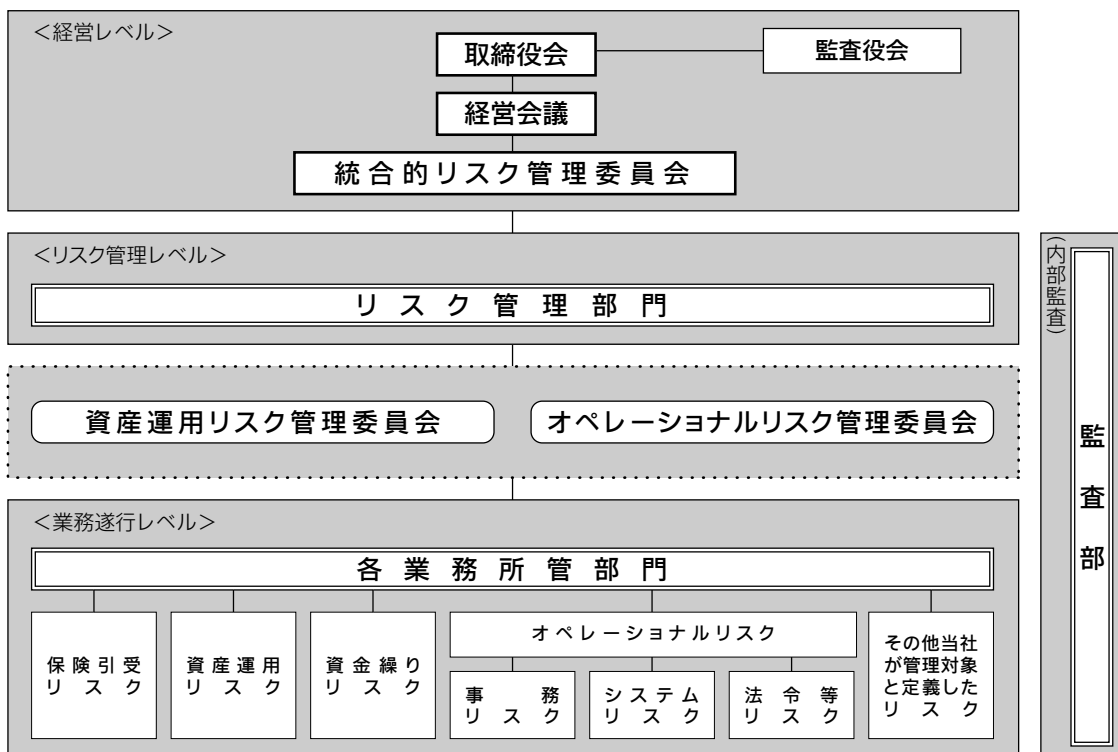 ＜経営レベル＞
取締役会
監査役会
経営会議
統合的リスク管理委員会
＜リスク管理レベル＞
リスク管理部門
資産運用リスク管理委員会
オペレーショナルリスク管理委員会
＜業務遂行レベル＞
各業務所管部門
保険引受
リスク
資産運用
リスク
資金繰り
リスク
オペレーショナルリスク
事務
リスク
システム
リスク
法令等
リスク
その他当社
が管理対象
と定義した
リスク
(内部監査)
監査部